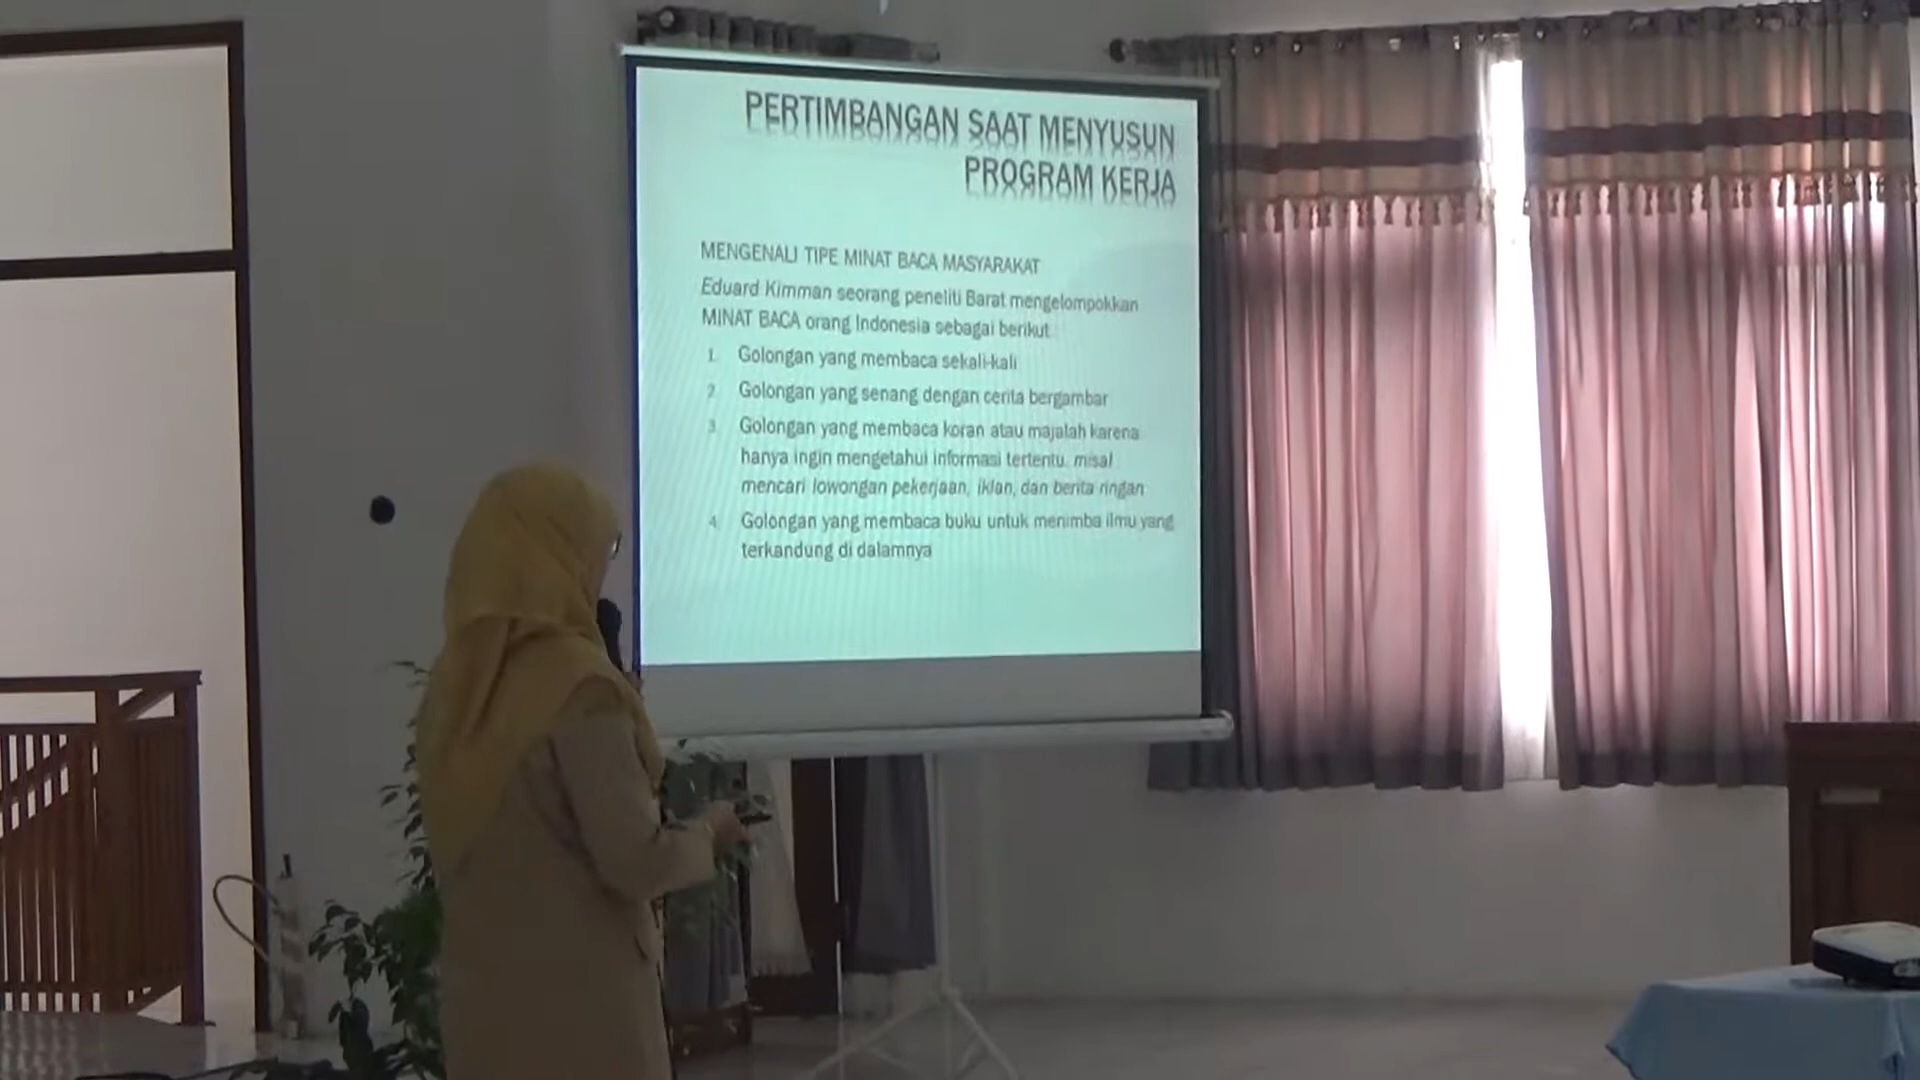 PERTIMBANGAN SAAT MENYUSUN
PROGRAM KERJA
MENGENALI TIPE MINAT BACA MASYARAKAT
Eduard Kimman seorang peneliti Barat mengelompokkan
MINAT BACA orang Indonesia sebagai berikut :
1. Golongan yang membaca sekali-kali
2. Golongan yang senang dengan cerita bergambar
3. Golongan yang membaca koran atau majalah karena
hanya ingin mengetahui informasi tertentu. misal
mencari lowongan pekerjaan, iklan, dan berita ringan
4. Golongan yang membaca buku untuk menimba ilmu yang
terkandung di dalamnya